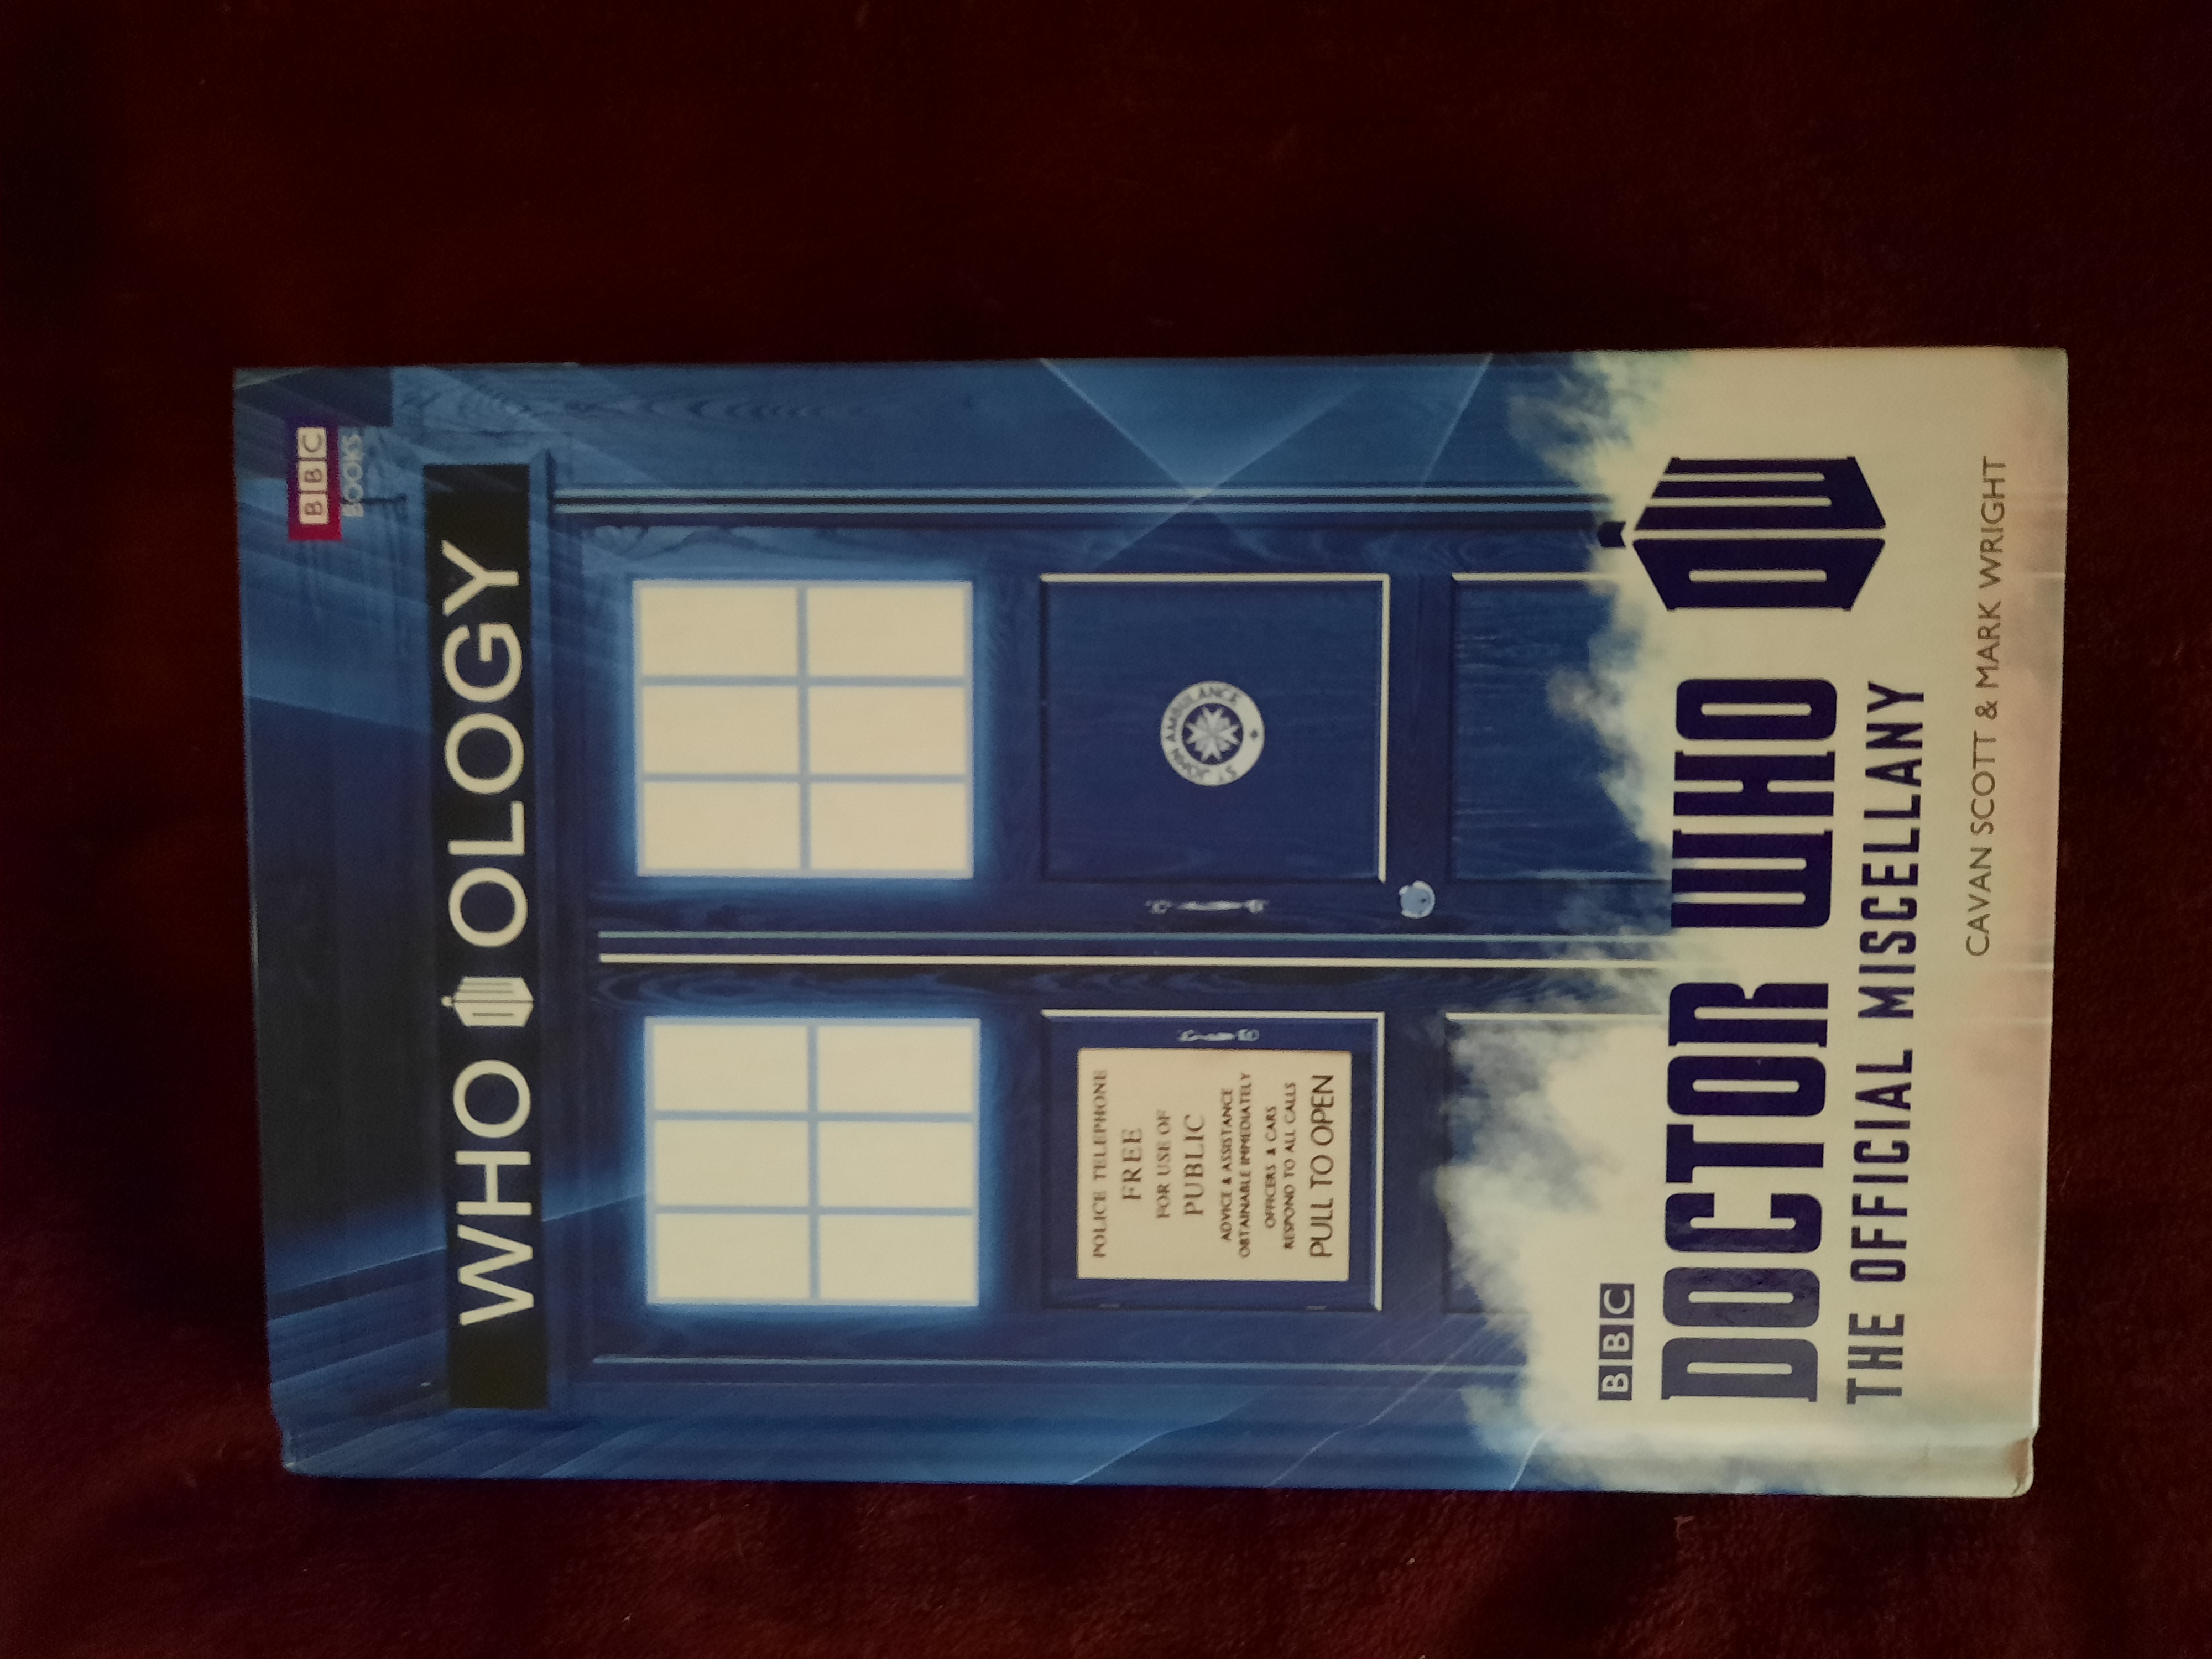 BBC
BOOKS
WHO OLOGY
POLICE TELEPHONE
FREE
FOR USE OF
PUBLIC
ADVICE & ASSISTANCE
OBTAINABLE IMMEDIATELY
OFFICERS & CARS
RESPOND TO ALL CALLS
PULL TO OPEN
ST JOHN AMBULANCE
BBC
DOCTOR WHO
DW
THE OFFICIAL MISCELLANY
CAVAN SCOTT & MARK WRIGHT